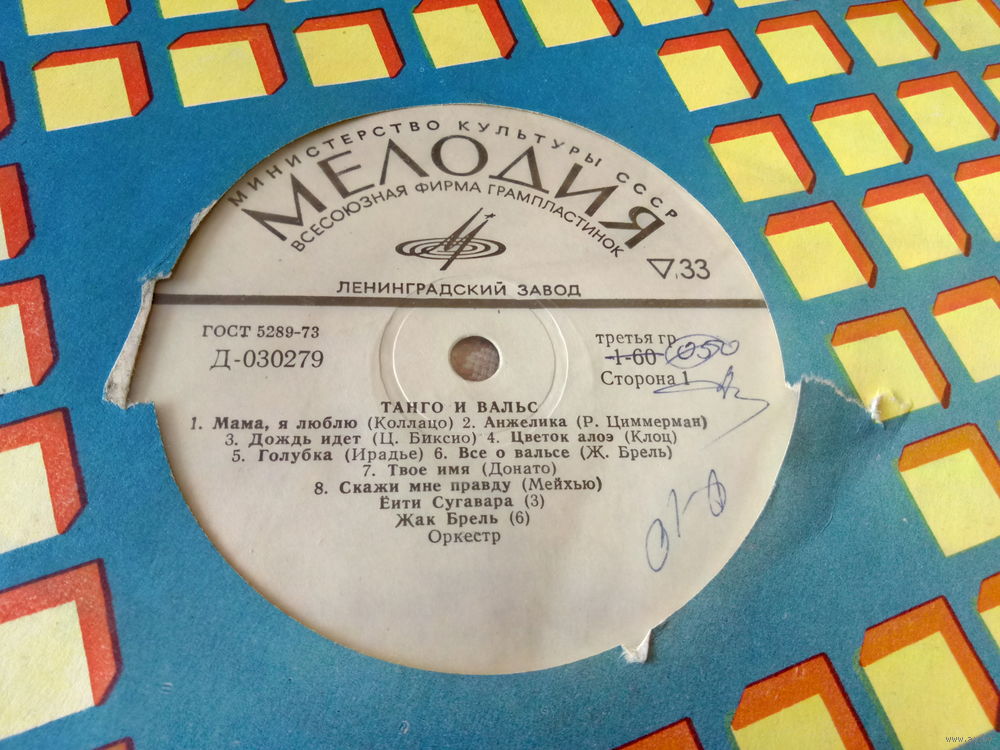 МИНИСТЕРСТВО КУЛЬТУРЫ СССР
МЕЛОДИЯ
ВСЕСОЮЗНАЯ ФИРМА ГРАМПЛАСТИНОК
33
ЛЕНИНГРАДСКИЙ ЗАВОД
ГОСТ 5289-73
Д-030279
третья гр.
1-60 050
Сторона 1
ТАНГО И ВАЛЬС
1. Мама, я люблю (Коллацо) 2. Анжелика (Р. Циммерман)
3. Дождь идет (Ц. Биксио) 4. Цветок алоэ (Клоц)
5. Голубка (Ирадье) 6. Все о вальсе (Ж. Брель)
7. Твое имя (Донато)
8. Скажи мне правду (Мейхью)
Ёити Сугавара (3)
Жак Брель (6)
Оркестр